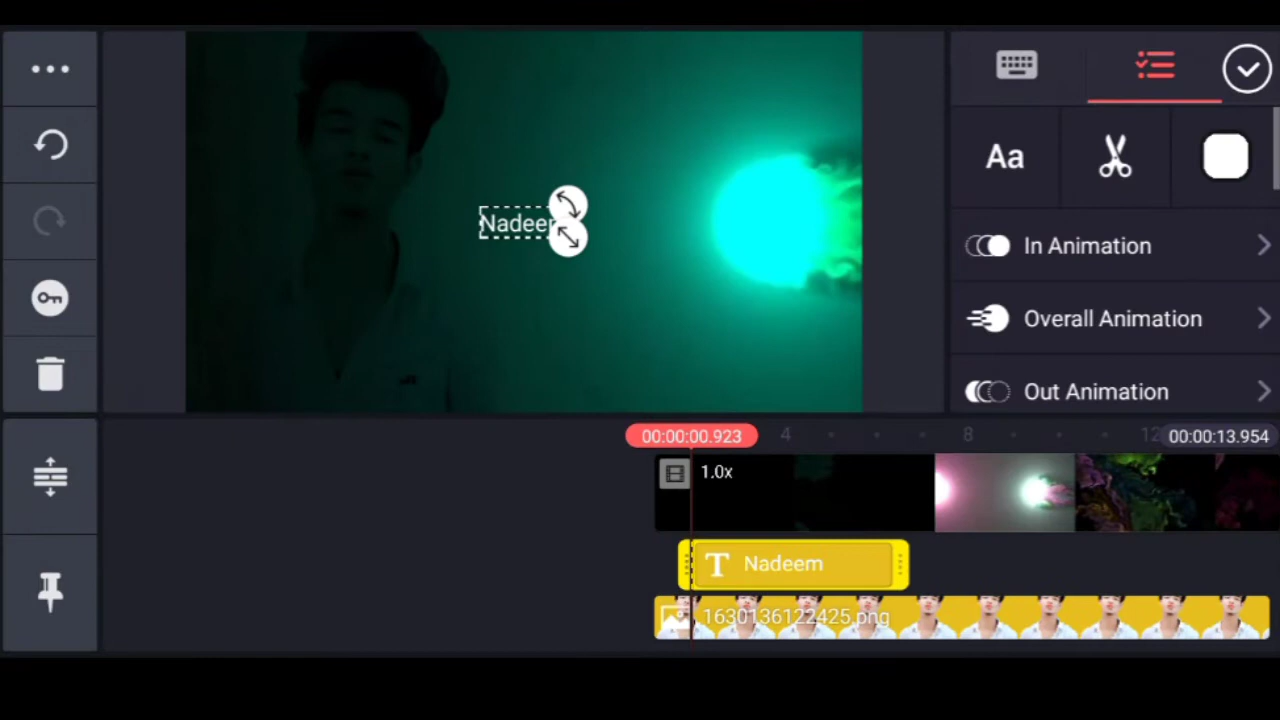 Nadeem
Aa
In Animation
Overall Animation
Out Animation
00:00:00.923
4
8
12
00:00:13.954
1.0x
T Nadeem
1630136122425.png